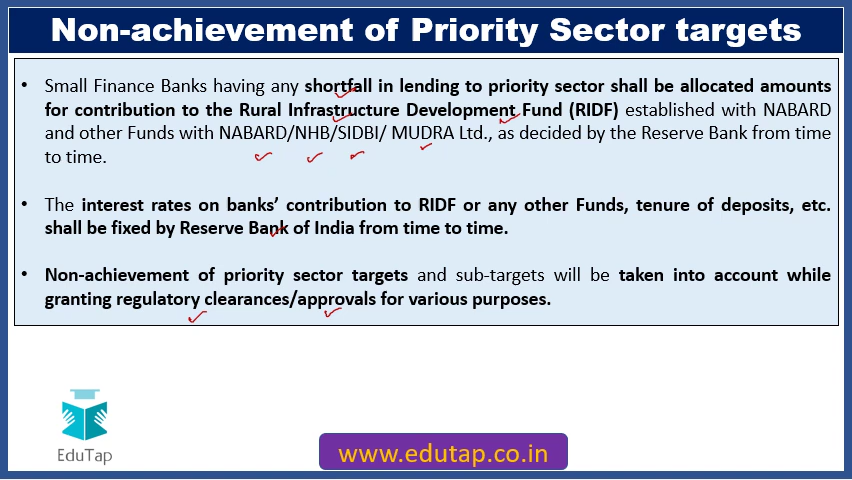 Non-achievement of Priority Sector targets
• Small Finance Banks having any shortfall in lending to priority sector shall be allocated amounts
for contribution to the Rural Infrastructure Development Fund (RIDF) established with NABARD
and other Funds with NABARD/NHB/SIDBI/ MUDRA Ltd., as decided by the Reserve Bank from time
to time.
• The interest rates on banks’ contribution to RIDF or any other Funds, tenure of deposits, etc.
shall be fixed by Reserve Bank of India from time to time.
• Non-achievement of priority sector targets and sub-targets will be taken into account while
granting regulatory clearances/approvals for various purposes.
EduTap
www.edutap.co.in